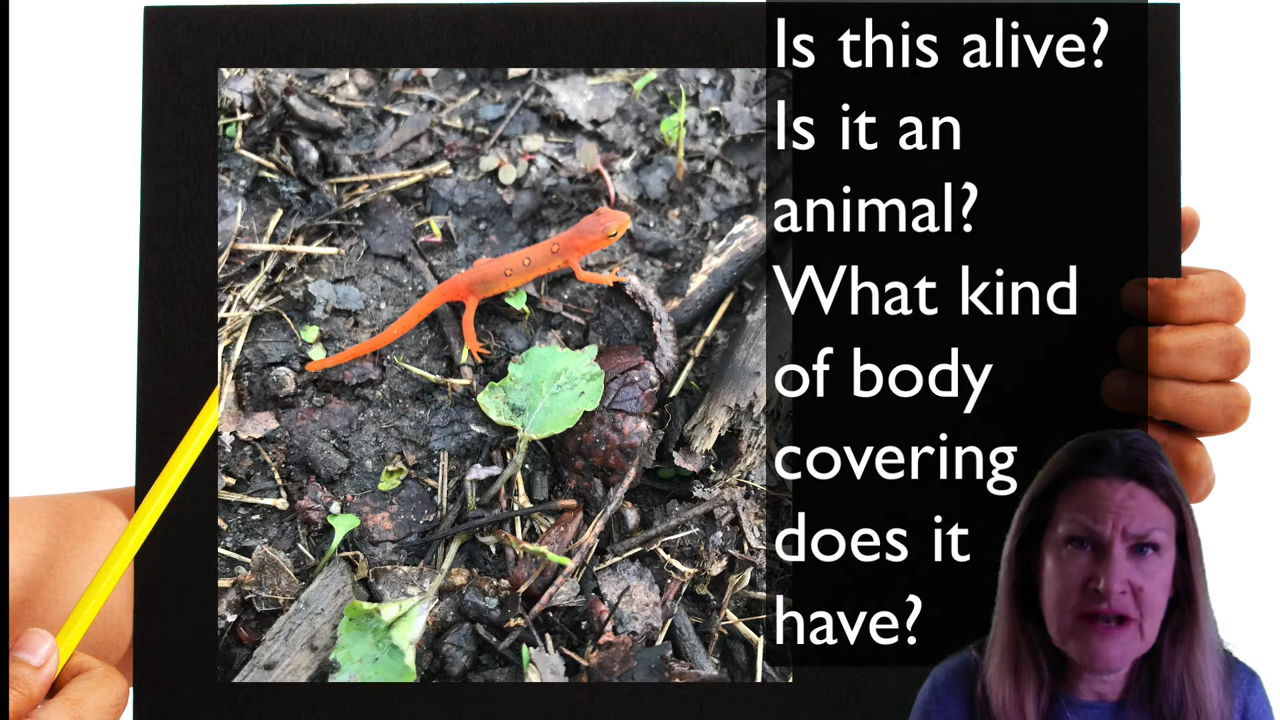 Is this alive?
Is it an
animal?
What kind
of body
covering
does it
have?